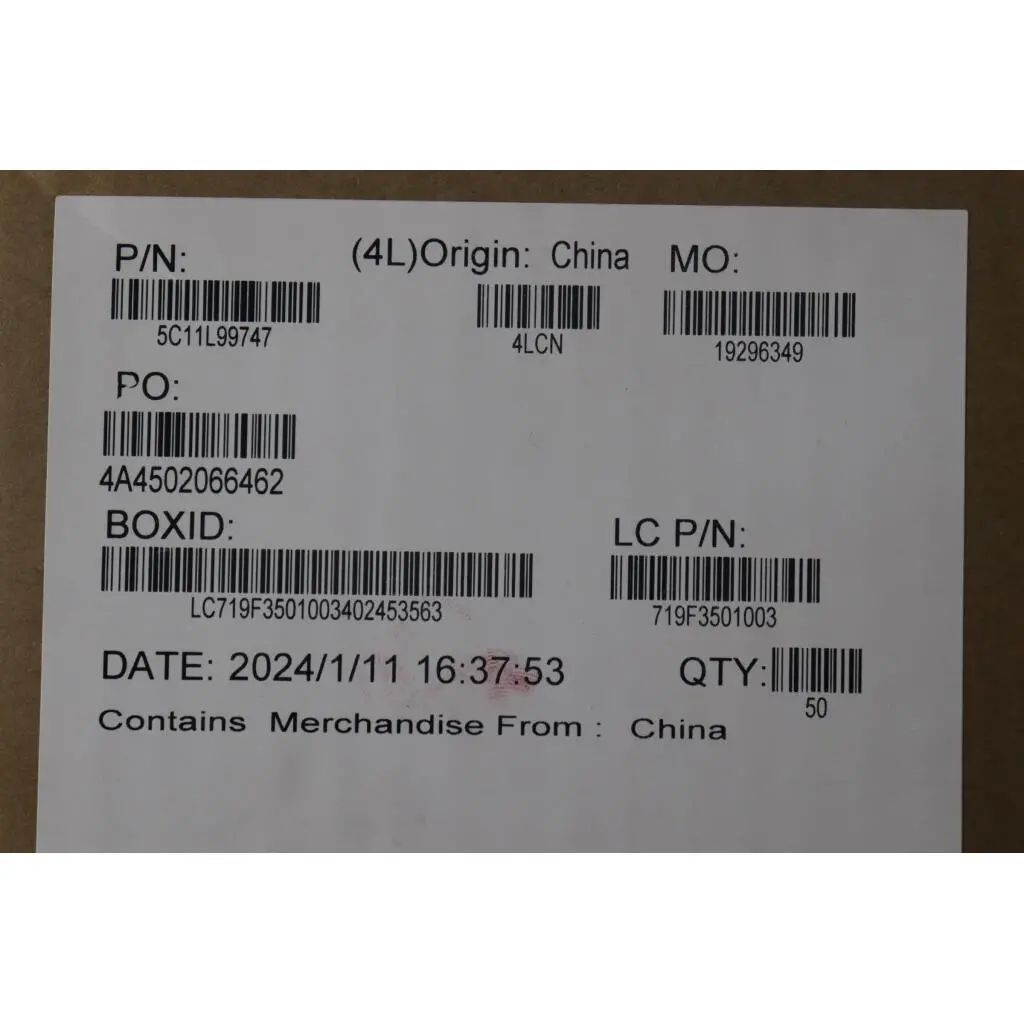 P/N: (4L)Origin: China MO:
5C11L99747 4LCN 19296349
PO:
4A4502066462
BOXID: LC P/N:
LC719F3501003402453563 719F3501003
DATE: 2024/1/11 16:37:53 QTY:
50
Contains Merchandise From : China